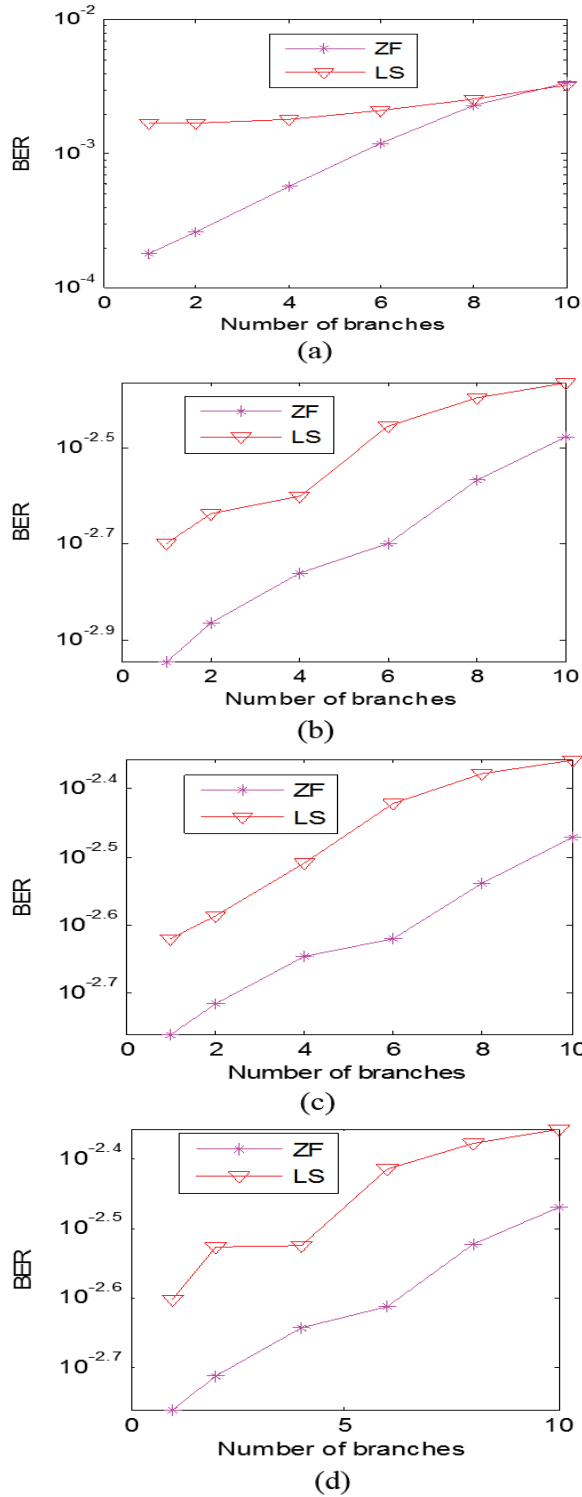 10^-2
ZF
LS
10^-3
BER
10^-4
0 2 4 6 8 10
Number of branches
(a)
ZF
LS
10^-2.5
BER
10^-2.7
10^-2.9
0 2 4 6 8 10
Number of branches
(b)
ZF
10^-2.4
LS
10^-2.5
BER
10^-2.6
10^-2.7
0 2 4 6 8 10
Number of branches
(c)
ZF
10^-2.4
LS
10^-2.5
BER
10^-2.6
10^-2.7
0 5 10
Number of branches
(d)